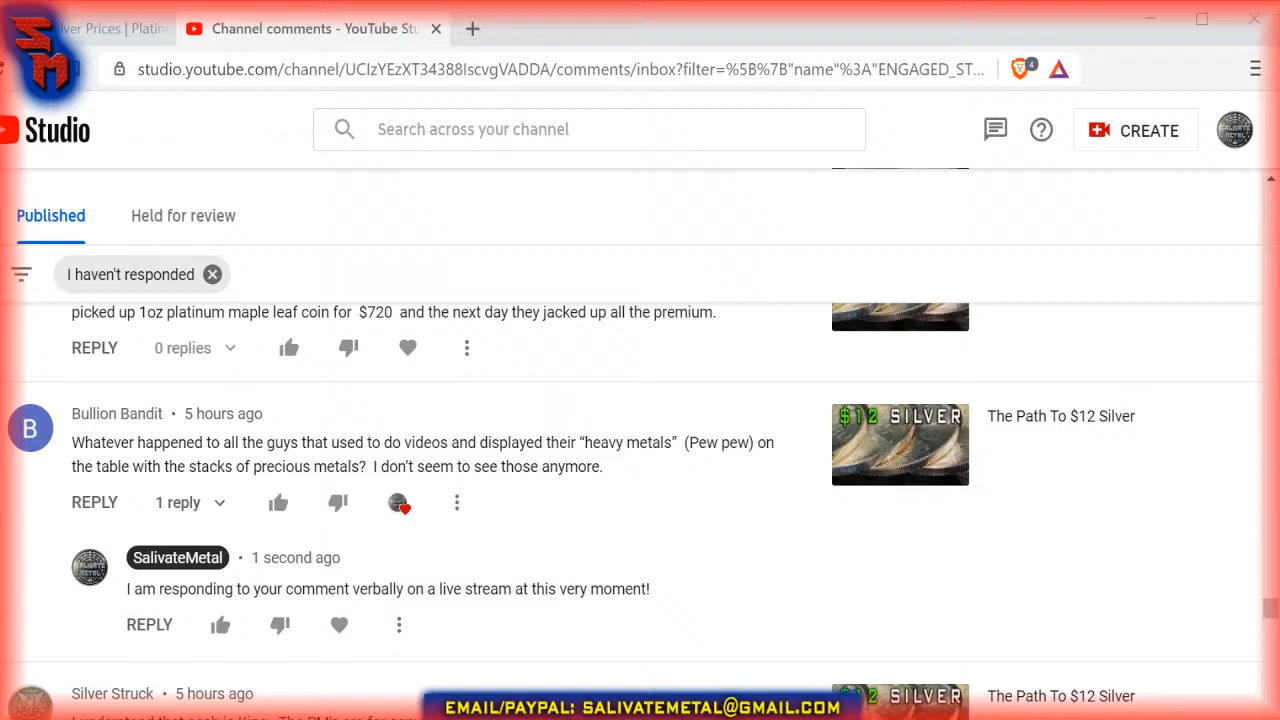 SM
lver Prices | Platin
Channel comments - YouTube Stu
studio.youtube.com/channel/UCIzYEzXT34388IscvgVADDA/comments/inbox?filter=%5B%7B"name"%3A"ENGAGED_ST...
4
Studio
Search across your channel
CREATE
Published
Held for review
I haven't responded
picked up 1oz platinum maple leaf coin for $720 and the next day they jacked up all the premium.
REPLY
0 replies
B
Bullion Bandit • 5 hours ago
Whatever happened to all the guys that used to do videos and displayed their “heavy metals” (Pew pew) on
the table with the stacks of precious metals? I don’t seem to see those anymore.
REPLY
1 reply
$12 SILVER
The Path To $12 Silver
SalivateMetal • 1 second ago
I am responding to your comment verbally on a live stream at this very moment!
REPLY
Silver Struck • 5 hours ago
$12 SILVER
The Path To $12 Silver
EMAIL/PAYPAL: SALIVATEMETAL@GMAIL.COM